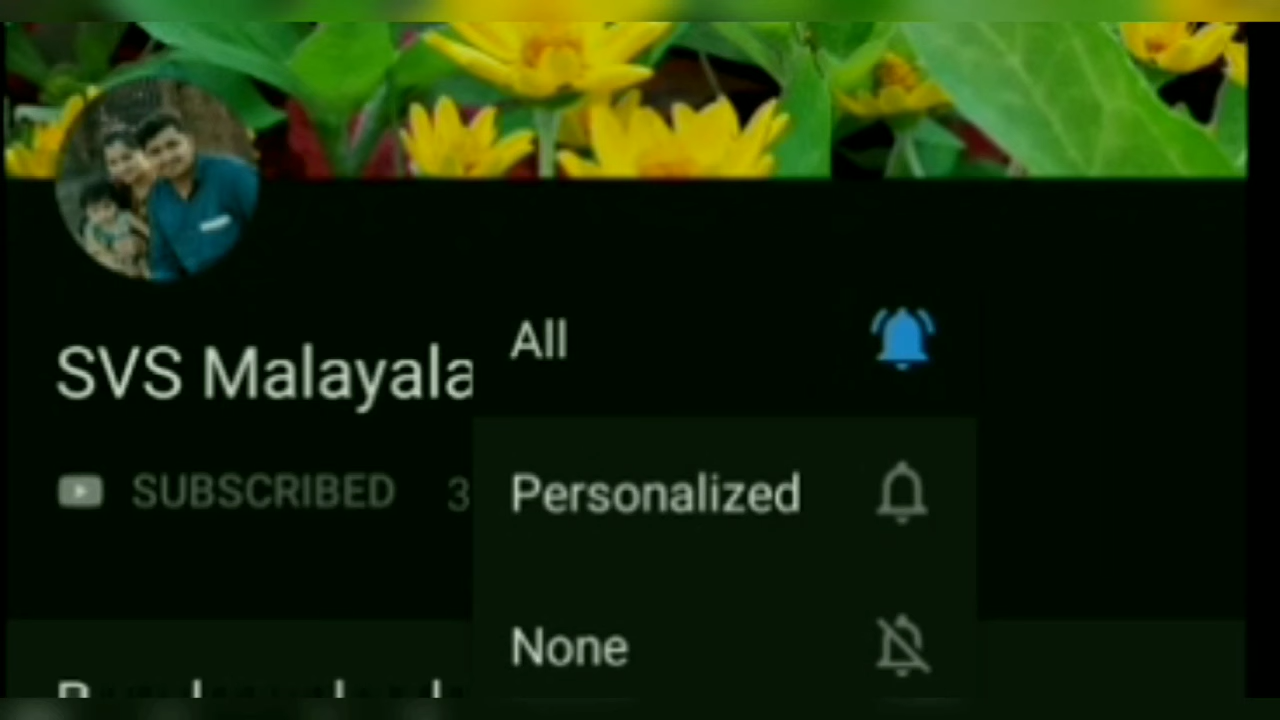 All
SVS Malayala
Personalized
SUBSCRIBED 3
None